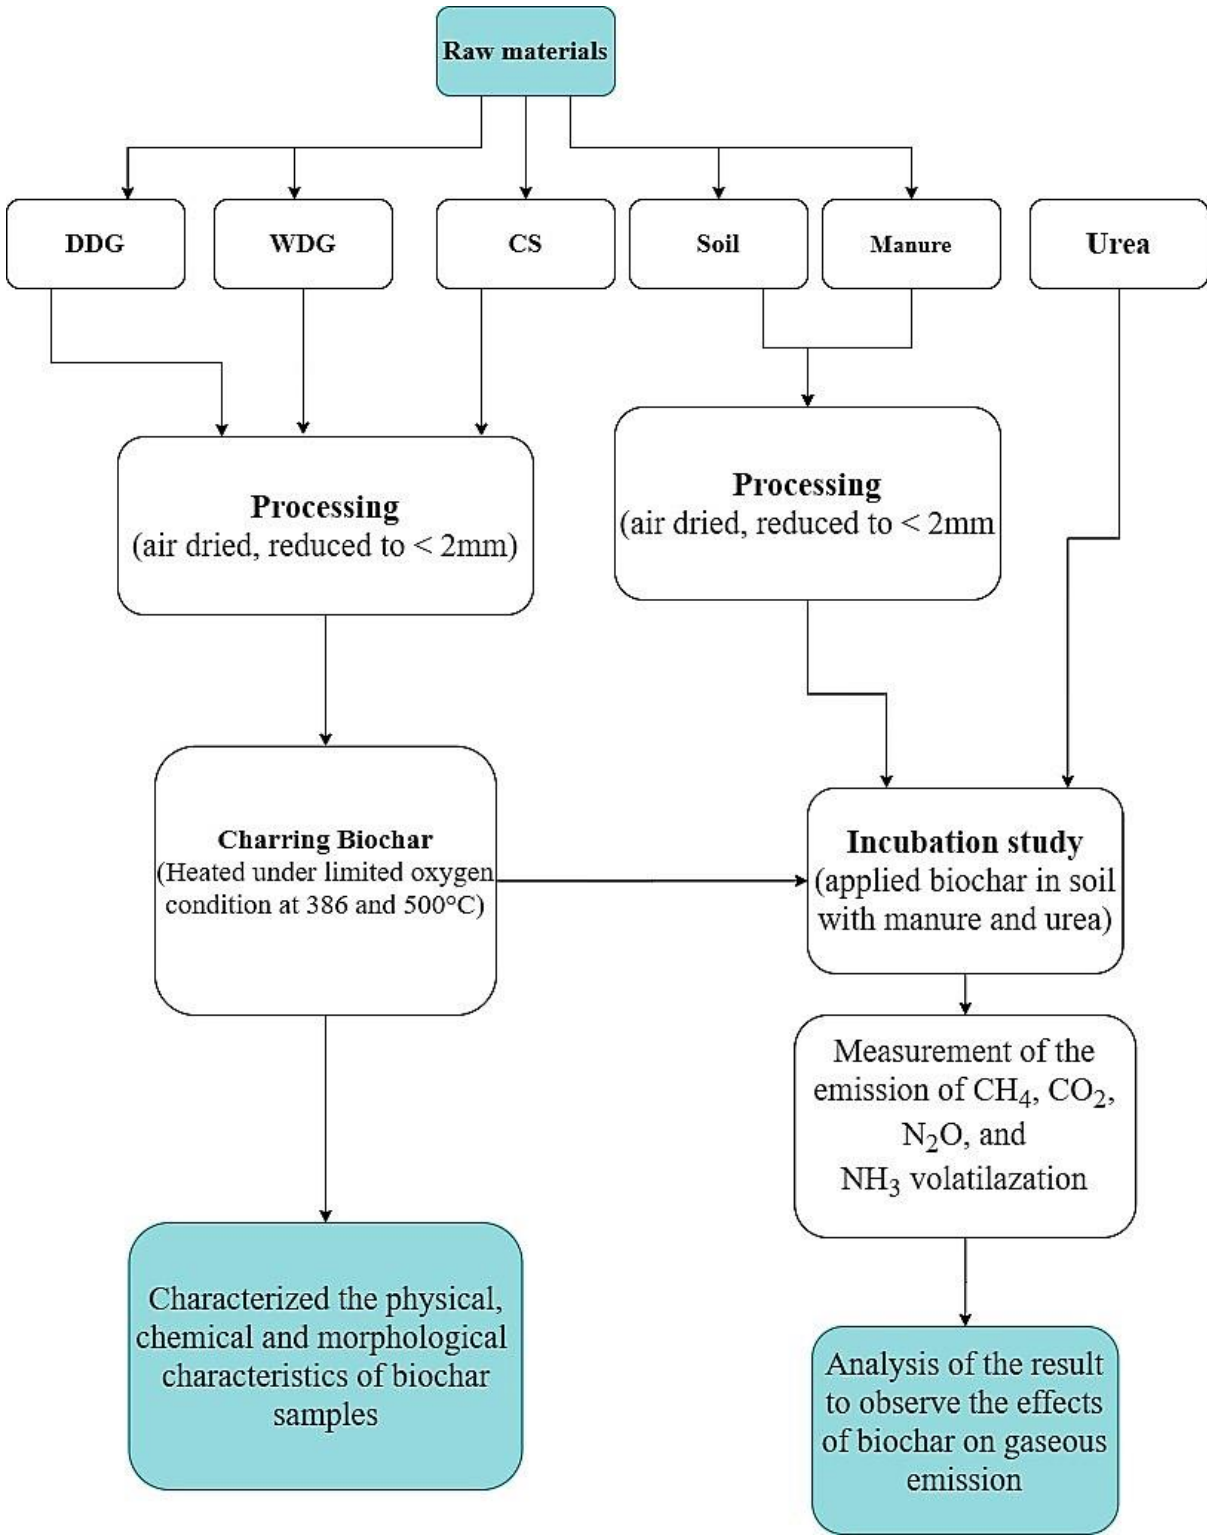 Raw materials
DDG
WDG
CS
Soil
Manure
Urea
Processing
(air dried, reduced to < 2mm)
Processing
(air dried, reduced to < 2mm
Charring Biochar
(Heated under limited oxygen
condition at 386 and 500°C)
Incubation study
(applied biochar in soil
with manure and urea)
Measurement of the
emission of CH₄, CO₂,
N₂O, and
NH₃ volatilazation
Characterized the physical,
chemical and morphological
characteristics of biochar
samples
Analysis of the result
to observe the effects
of biochar on gaseous
emission